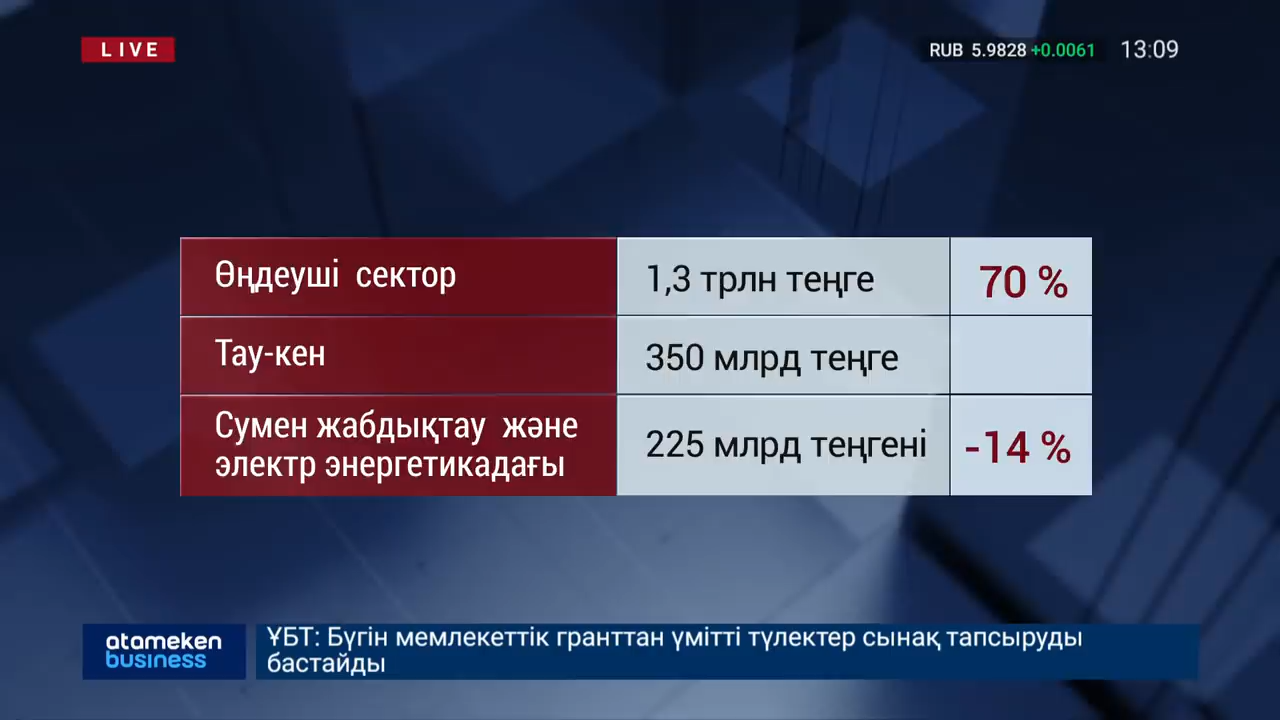 LIVE
RUB 5.9828 +0.0061 13:09
Өңдеуші сектор 1,3 трлн теңге 70 %
Тау-кен 350 млрд теңге
Сумен жабдықтау және
электр энергетикадағы
225 млрд теңгені -14 %
atameken
business
ҰБТ: Бүгін мемлекеттік гранттан үмітті түлектер сынақ тапсыруды
бастайды